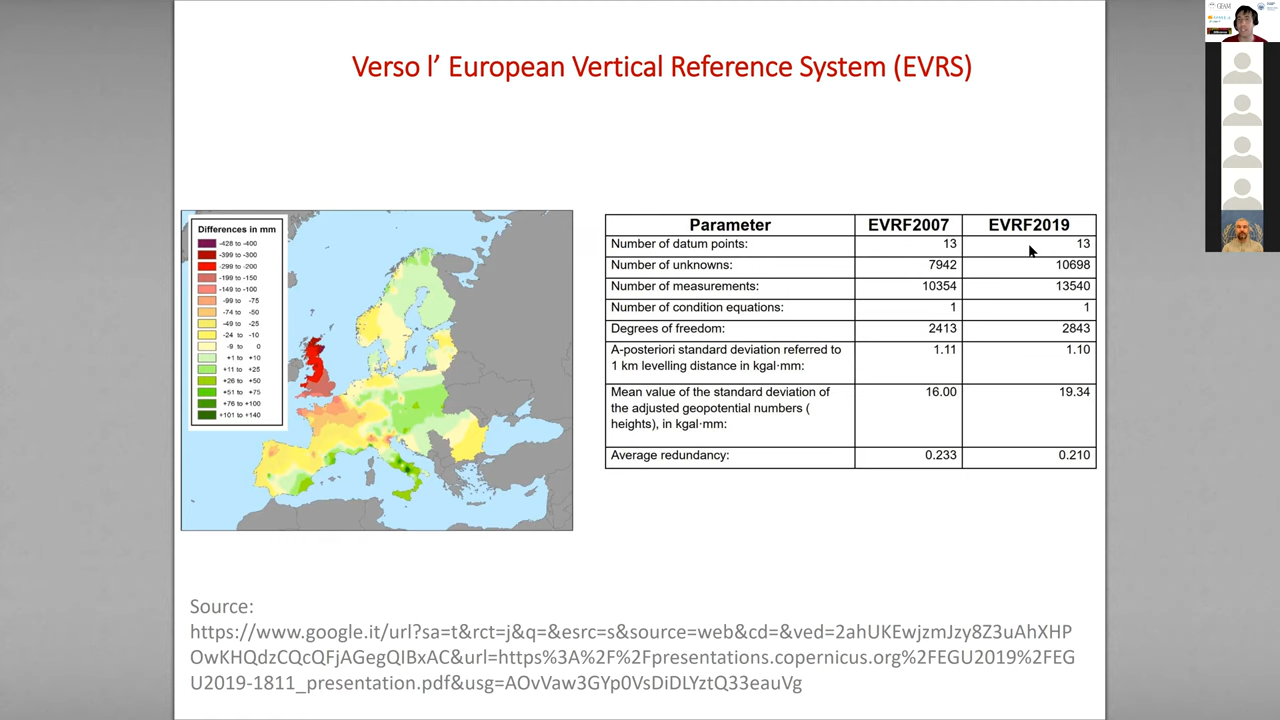 Verso l' European Vertical Reference System (EVRS)
Differences in mm
-428 to -400
-399 to -300
-299 to -200
-199 to -150
-149 to -100
-99 to -75
-74 to -50
-49 to -25
-24 to -10
-9 to 0
+1 to +10
+11 to +25
+26 to +50
+51 to +75
+76 to +100
+101 to +140
Parameter EVRF2007 EVRF2019
Number of datum points: 13 13
Number of unknowns: 7942 10698
Number of measurements: 10354 13540
Number of condition equations: 1 1
Degrees of freedom: 2413 2843
A-posteriori standard deviation referred to 1.11 1.10
1 km levelling distance in kgal·mm:
Mean value of the standard deviation of 16.00 19.34
the adjusted geopotential numbers (
heights), in kgal·mm:
Average redundancy: 0.233 0.210
Source:
https://www.google.it/url?sa=t&rct=j&q=&esrc=s&source=web&cd=&ved=2ahUKEwjzmJzy8Z3uAhXHP
OwKHQdzCQcQFjAGegQIBxAC&url=https%3A%2F%2Fpresentations.copernicus.org%2FEGU2019%2FEG
U2019-1811_presentation.pdf&usg=AOvVaw3GYp0VsDiDLYztQ33eauVg
GEAM